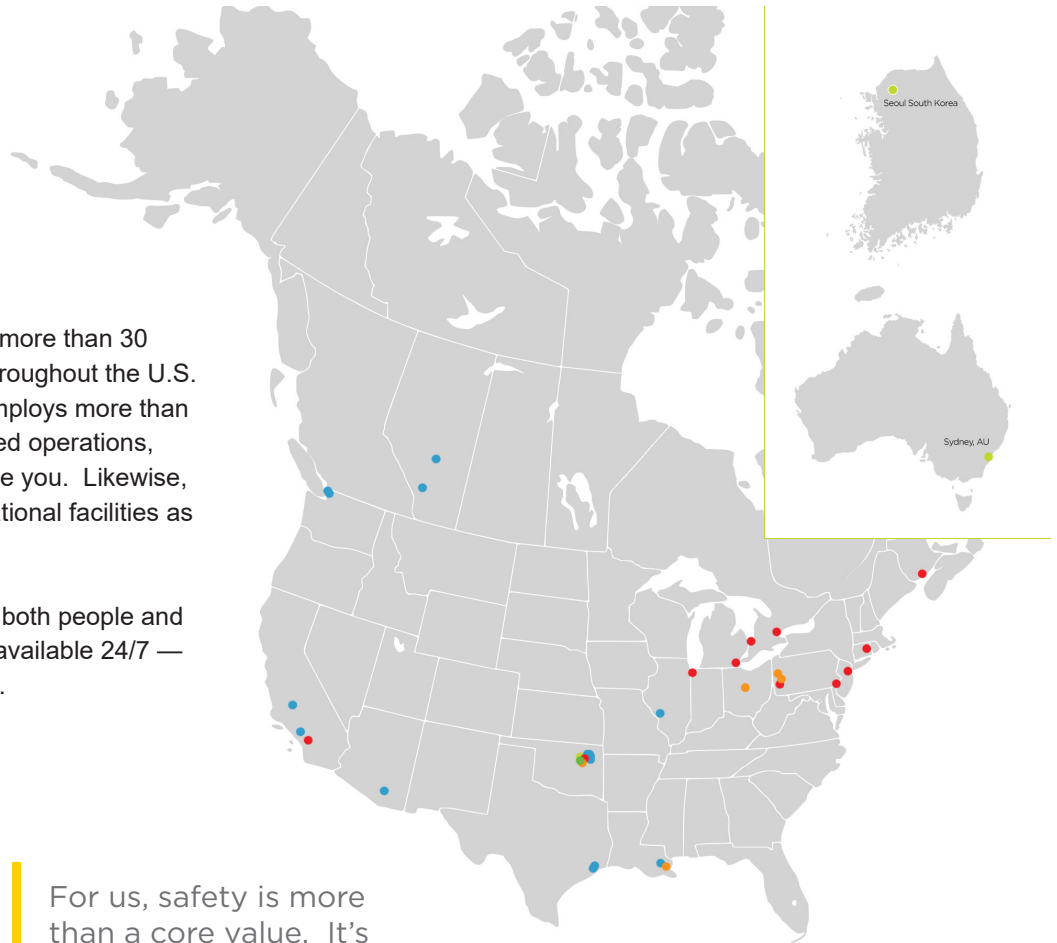 more than 30
roughout the U.S.
mploys more than
ed operations,
e you.  Likewise,
tional facilities as
both people and
available 24/7 —
.
For us, safety is more
than a core value.  It's
Seoul South Korea
Sydney, AU